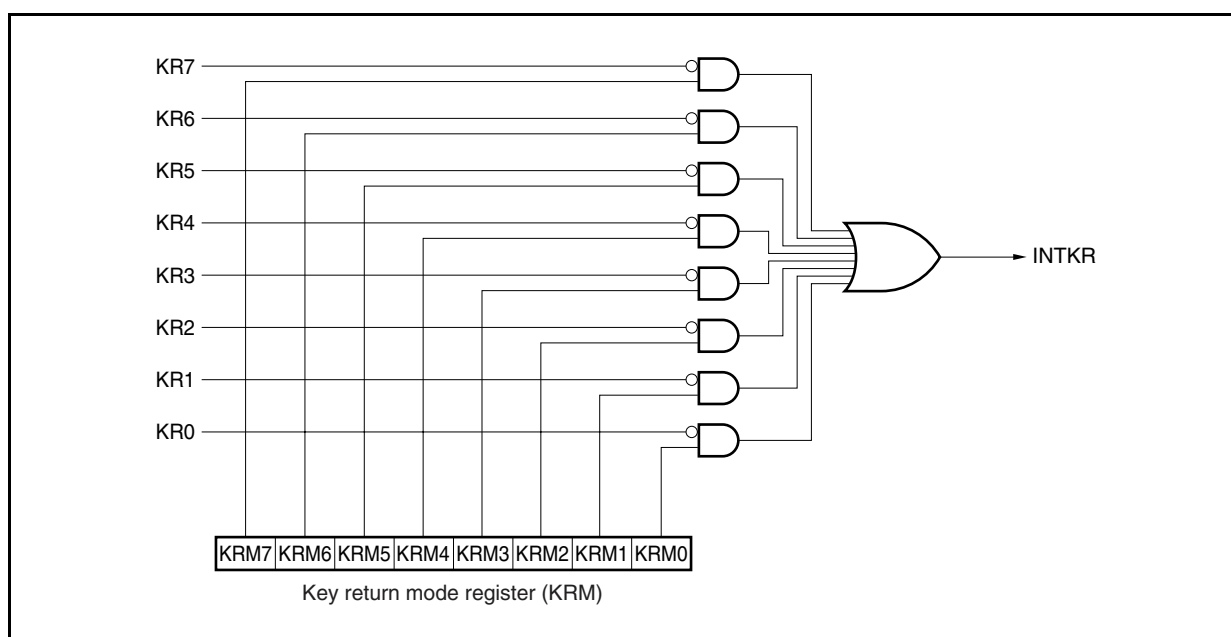 KR7
KR6
KR5
KR4
KR3
KR2
KR1
KR0
INTKR
KRM7 KRM6 KRM5 KRM4 KRM3 KRM2 KRM1 KRM0
Key return mode register (KRM)